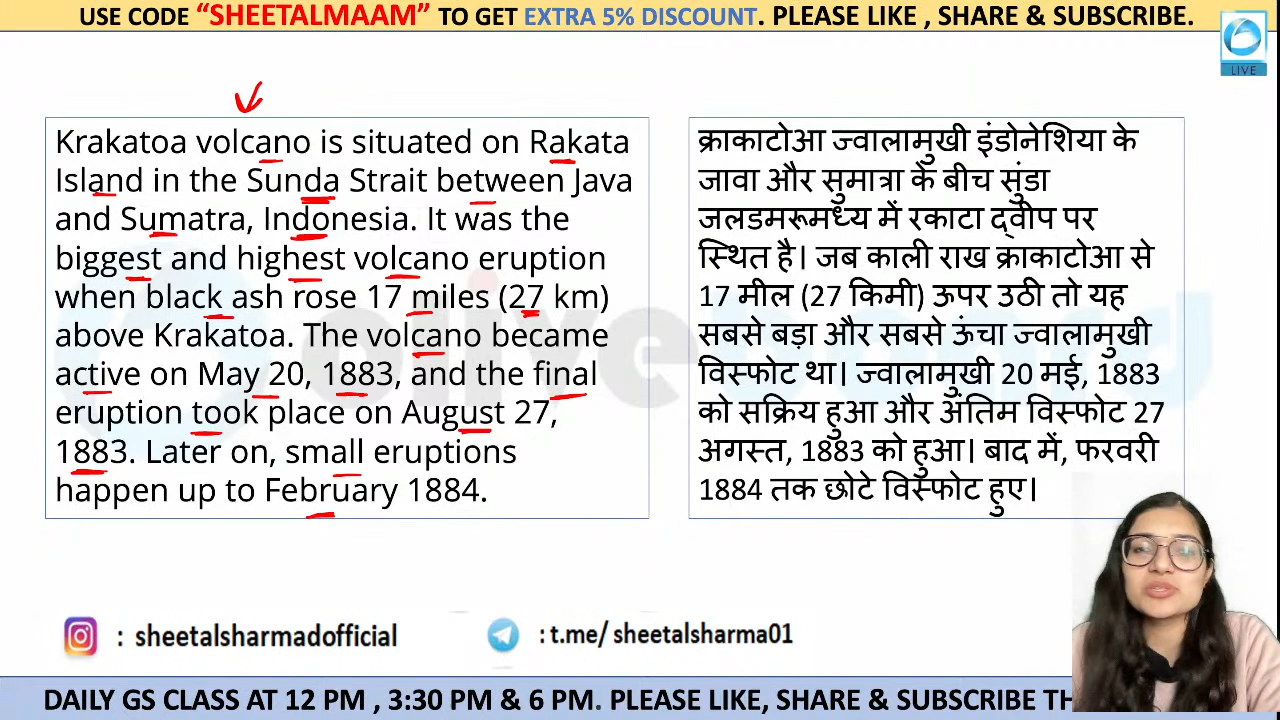 USE CODE “SHEETALMAAM” TO GET EXTRA 5% DISCOUNT. PLEASE LIKE , SHARE & SUBSCRIBE.
LIVE
Krakatoa volcano is situated on Rakata
Island in the Sunda Strait between Java
and Sumatra, Indonesia. It was the
biggest and highest volcano eruption
when black ash rose 17 miles (27 km)
above Krakatoa. The volcano became
active on May 20, 1883, and the final
eruption took place on August 27,
1883. Later on, small eruptions
happen up to February 1884.
क्राकाटोआ ज्वालामुखी इंडोनेशिया के
जावा और सुमात्रा के बीच सुंडा
जलडमरूमध्य में रकाटा द्वीप पर
स्थित है। जब काली राख क्राकाटोआ से
17 मील (27 किमी) ऊपर उठी तो यह
सबसे बड़ा और सबसे ऊंचा ज्वालामुखी
विस्फोट था। ज्वालामुखी 20 मई, 1883
को सक्रिय हुआ और अंतिम विस्फोट 27
अगस्त, 1883 को हुआ। बाद में, फरवरी
1884 तक छोटे विस्फोट हुए।
: sheetalsharmadofficial
: t.me/ sheetalsharma01
DAILY GS CLASS AT 12 PM , 3:30 PM & 6 PM. PLEASE LIKE, SHARE & SUBSCRIBE